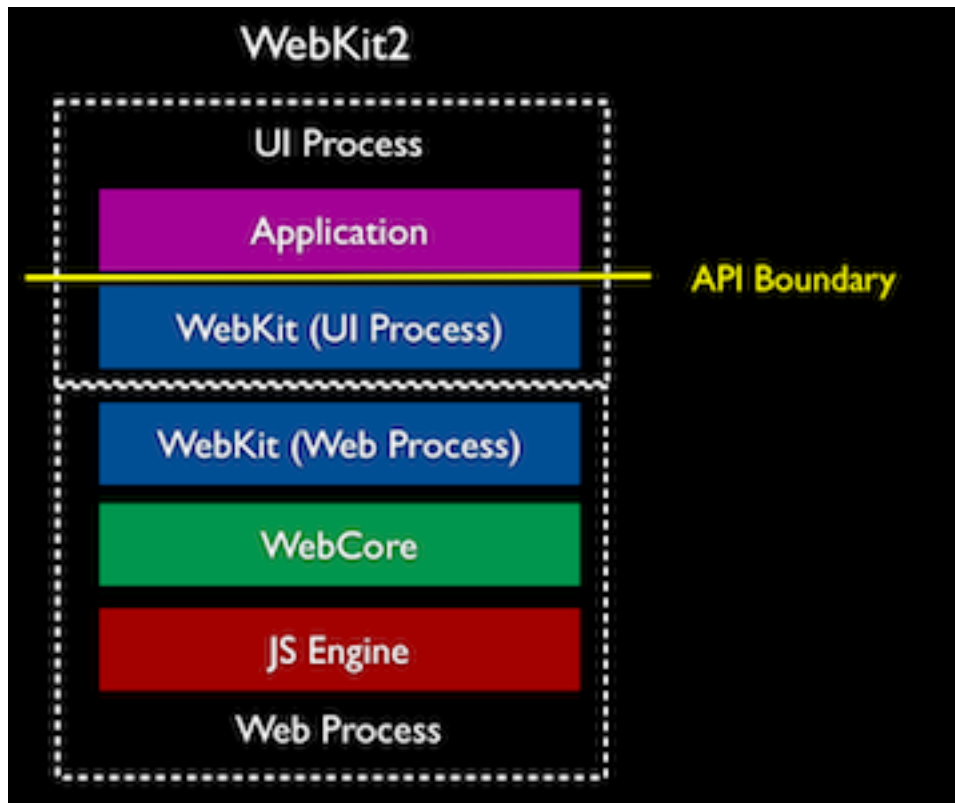 WebKit2
UI Process
Application
API Boundary
WebKit (UI Process)
WebKit (Web Process)
WebCore
JS Engine
Web Process